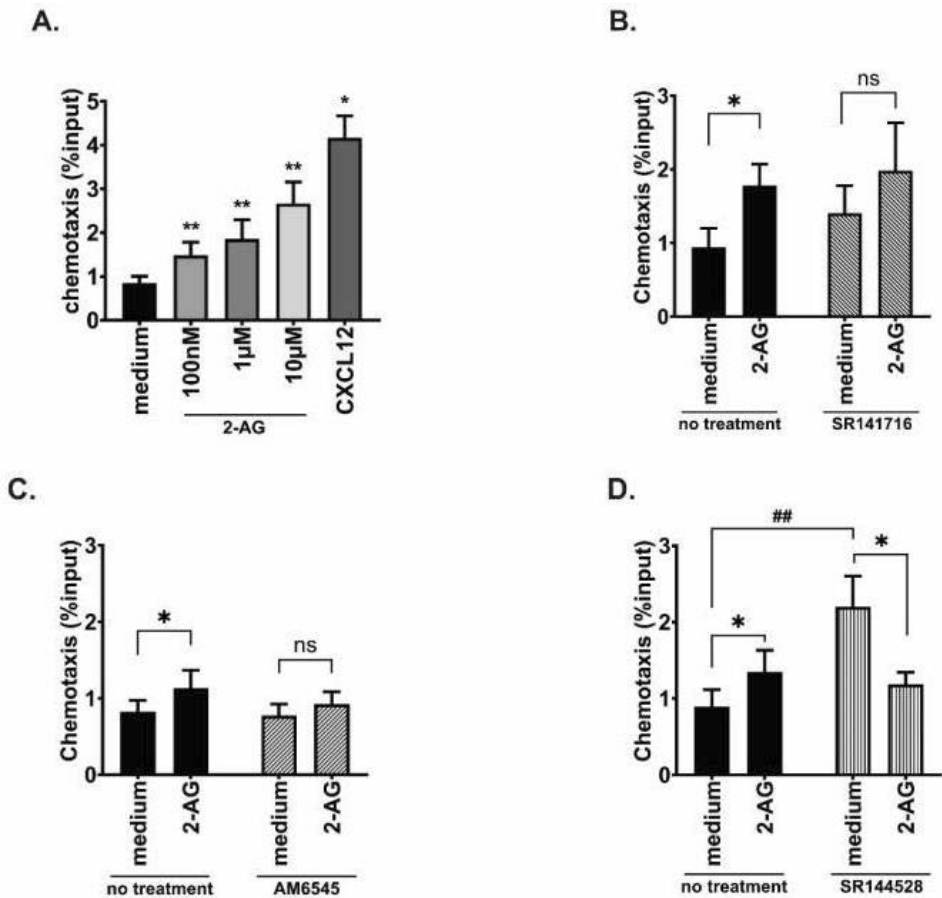 A.
chemotaxis (%input)
5
4
3
2
1
0
**
**
**
*
medium
100nM
1µM
10µM
CXCL12
2-AG
B.
Chemotaxis (%input)
3
2
1
0
*
ns
medium
2-AG
medium
2-AG
no treatment
SR141716
C.
Chemotaxis (%input)
3
2
1
0
*
ns
medium
2-AG
medium
2-AG
no treatment
AM6545
D.
Chemotaxis (%input)
3
2
1
0
##
*
*
medium
2-AG
medium
2-AG
no treatment
SR144528